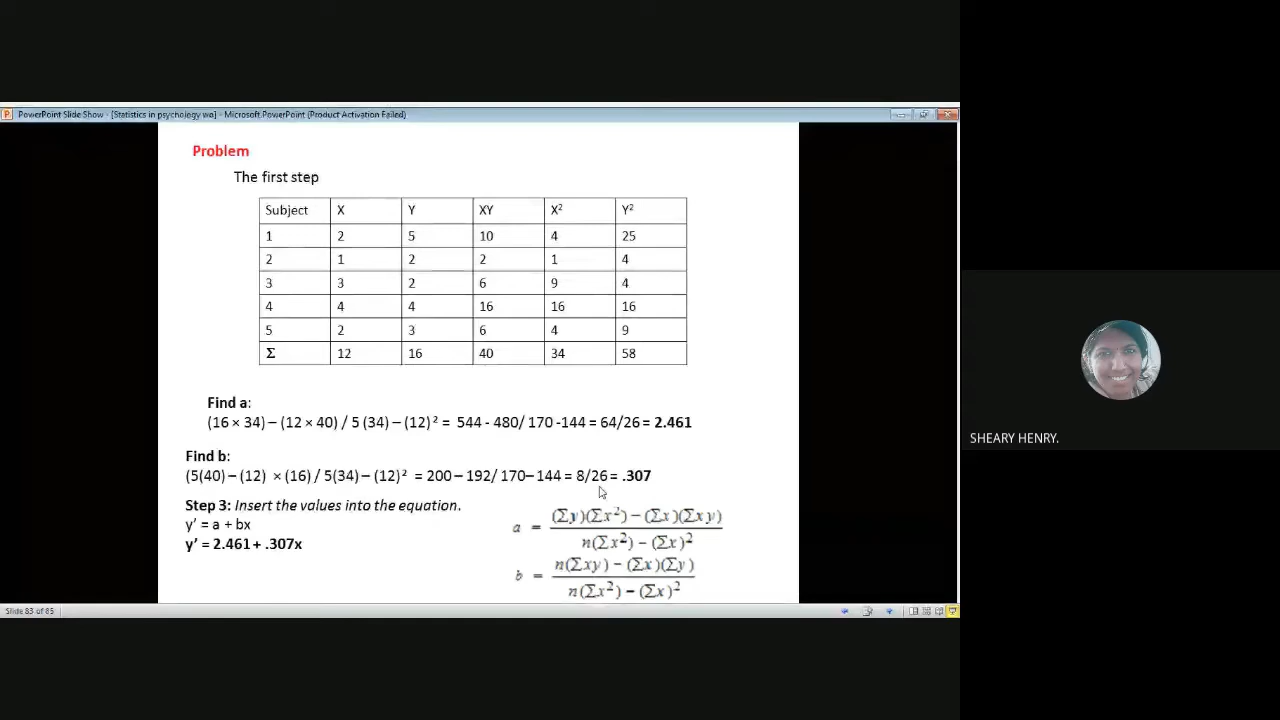 PowerPoint Slide Show - [Statistics in psychology wa] - Microsoft PowerPoint (Product Activation Failed)
Problem
The first step
Subject X Y XY X² Y²
1 2 5 10 4 25
2 1 2 2 1 4
3 3 2 6 9 4
4 4 4 16 16 16
5 2 3 6 4 9
Σ 12 16 40 34 58
Find a:
(16 × 34) – (12 × 40) / 5 (34) – (12) ² = 544 - 480/ 170 -144 = 64/26 = 2.461
Find b:
(5(40) – (12) × (16) / 5(34) – (12)² = 200 – 192/ 170– 144 = 8/26 = .307
Step 3: Insert the values into the equation.
y’ = a + bx
y’ = 2.461 + .307x
a = (Σy)(Σx²) – (Σx)(Σxy)
n(Σx²) – (Σx)²
b = n(Σxy) – (Σx)(Σy)
n(Σx²) – (Σx)²
Slide 83 of 85
SHEARY HENRY.